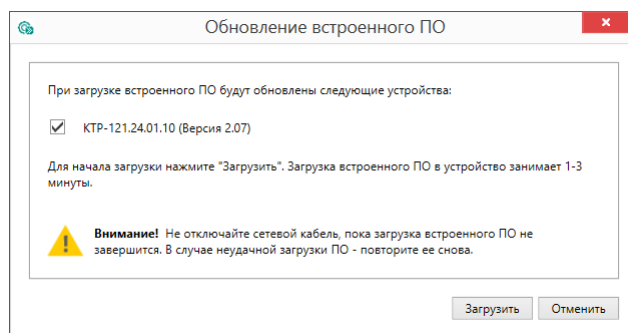 Обновление встроенного ПО
При загрузке встроенного ПО будут обновлены следующие устройства:
КТР-121.24.01.10 (Версия 2.07)
Для начала загрузки нажмите "Загрузить". Загрузка встроенного ПО в устройство занимает 1-3
минуты.
Внимание! Не отключайте сетевой кабель, пока загрузка встроенного ПО не
завершится. В случае неудачной загрузки ПО - повторите ее снова.
Загрузить Отменить